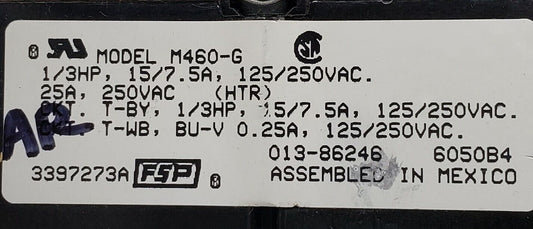 MODEL M460-G
1/3HP, 15/7.5A, 125/250VAC.
25A, 250VAC (HTR)
CKT. T-BY, 1/3HP, 15/7.5A, 125/250VAC.
CKT. T-WB, BU-V 0.25A, 125/250VAC.
013-86246 6050B4
3397273A FSP ASSEMBLED IN MEXICO